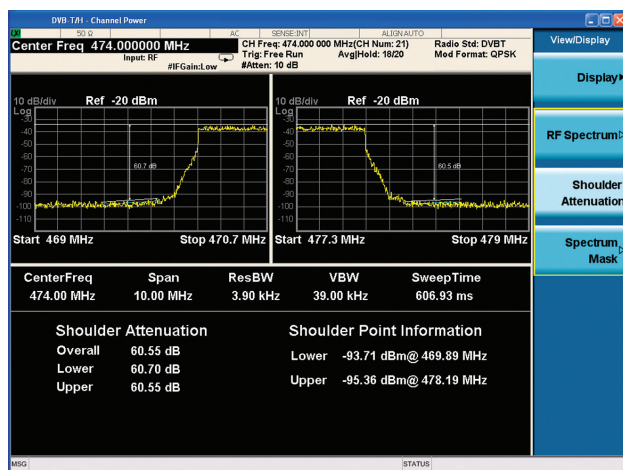 DVB-T/H - Channel Power
50 Ω AC SENSE:INT ALIGN AUTO
Center Freq 474.000000 MHz
Input: RF
#IFGain:Low
CH Freq: 474.000 000 MHz(CH Num: 21)
Trig: Free Run Avg|Hold: 18/20
#Atten: 10 dB
Radio Std: DVBT
Mod Format: QPSK
View/Display
Display
RF Spectrum
Shoulder
Attenuation
Spectrum
Mask
10 dB/div Ref -20 dBm
Log
-30
-40
-50
-60
-70
-80
-90
-100
-110
60.7 dB
Start 469 MHz Stop 470.7 MHz
10 dB/div Ref -20 dBm
Log
-30
-40
-50
-60
-70
-80
-90
-100
-110
60.5 dB
Start 477.3 MHz Stop 479 MHz
CenterFreq Span ResBW VBW SweepTime
474.00 MHz 10.00 MHz 3.90 kHz 39.00 kHz 606.93 ms
Shoulder Attenuation
Overall 60.55 dB
Lower 60.70 dB
Upper 60.55 dB
Shoulder Point Information
Lower -93.71 dBm@ 469.89 MHz
Upper -95.36 dBm@ 478.19 MHz
MSG STATUS